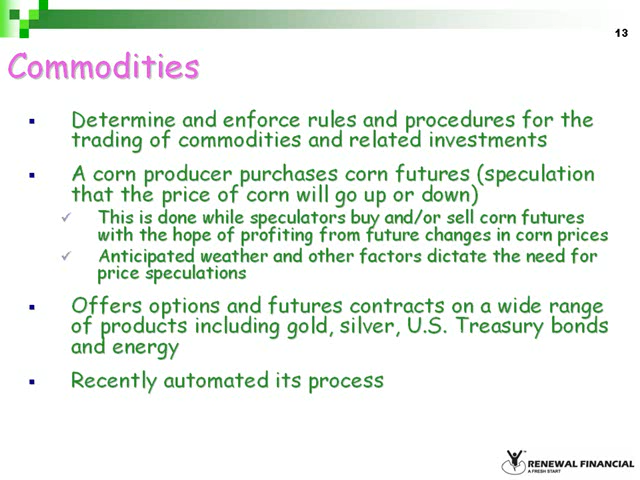 13
Commodities
Determine and enforce rules and procedures for the
trading of commodities and related investments
A corn producer purchases corn futures (speculation
that the price of corn will go up or down)
This is done while speculators buy and/or sell corn futures
with the hope of profiting from future changes in corn prices
Anticipated weather and other factors dictate the need for
price speculations
Offers options and futures contracts on a wide range
of products including gold, silver, U.S. Treasury bonds
and energy
Recently automated its process
RENEWAL FINANCIAL
A FRESH START